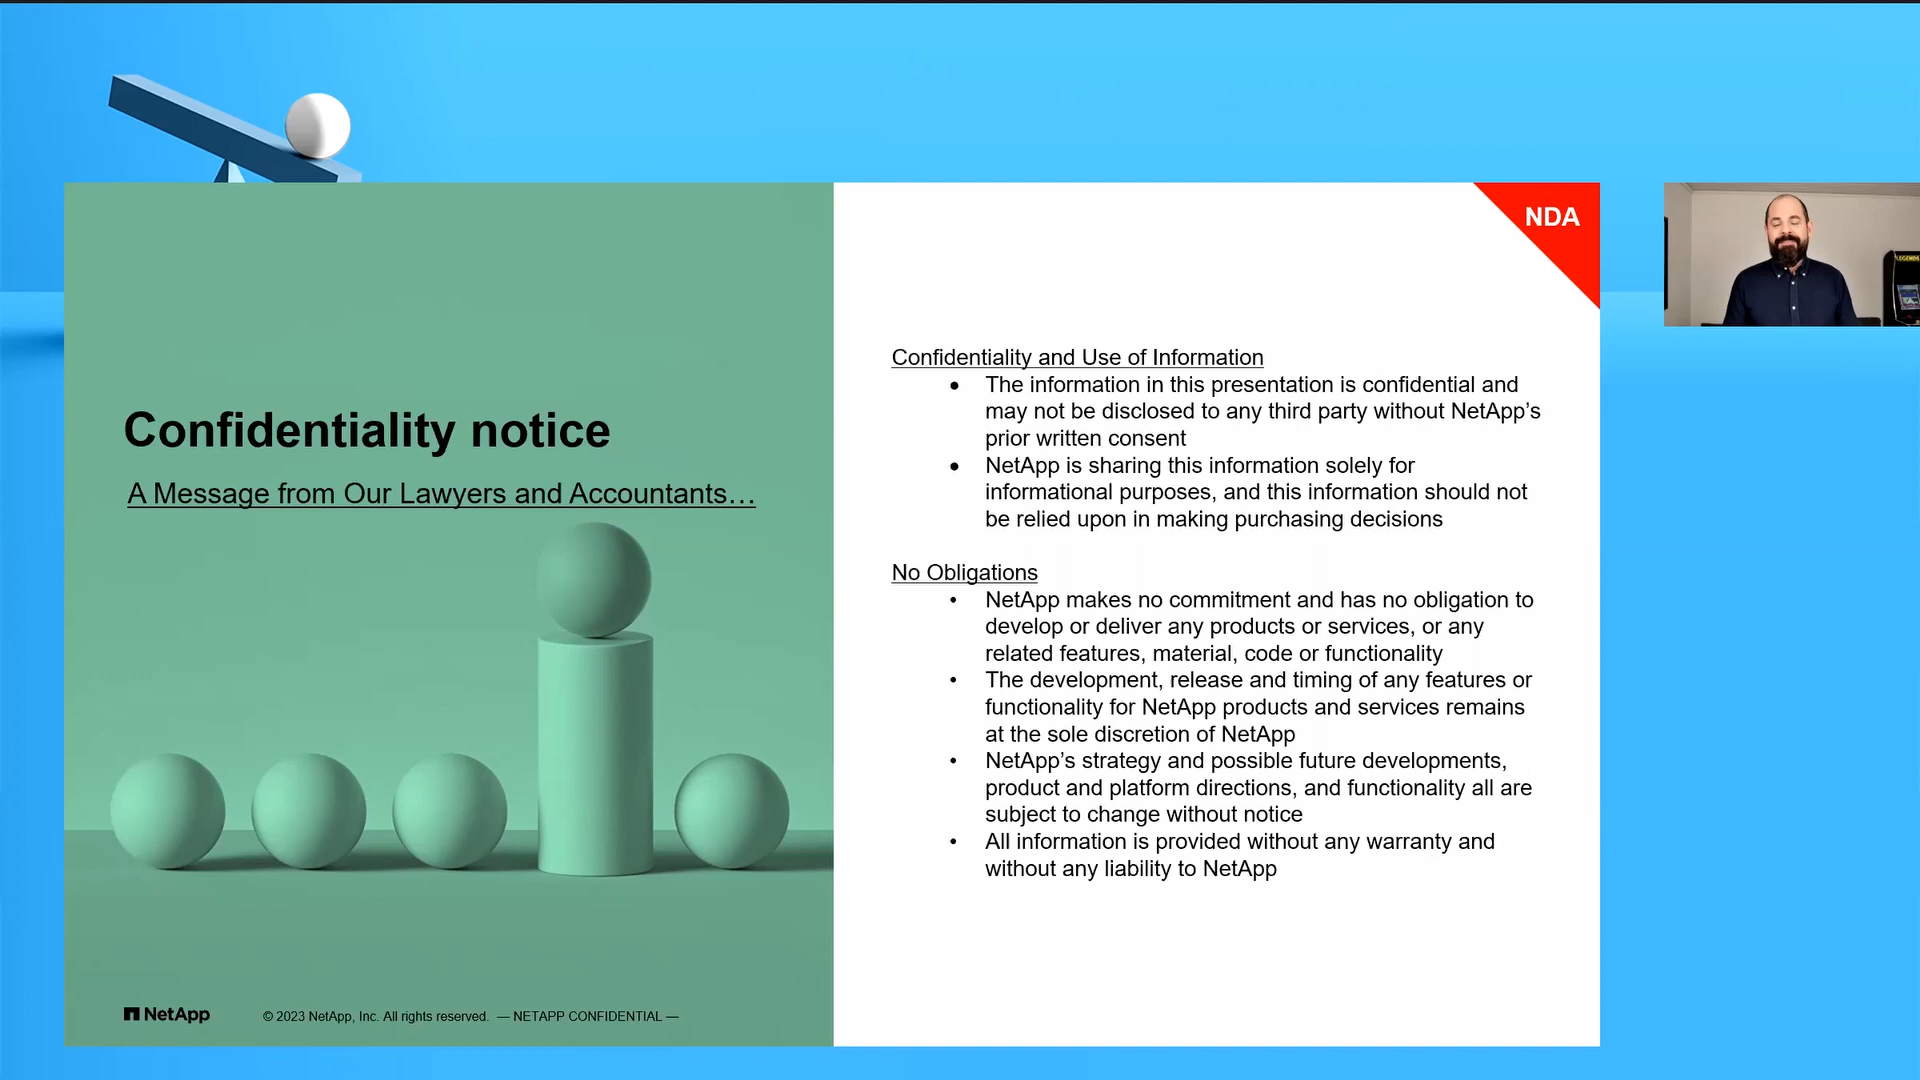 NDA
LEGENDS
Confidentiality notice
A Message from Our Lawyers and Accountants…
Confidentiality and Use of Information
• The information in this presentation is confidential and
may not be disclosed to any third party without NetApp’s
prior written consent
• NetApp is sharing this information solely for
informational purposes, and this information should not
be relied upon in making purchasing decisions
No Obligations
• NetApp makes no commitment and has no obligation to
develop or deliver any products or services, or any
related features, material, code or functionality
• The development, release and timing of any features or
functionality for NetApp products and services remains
at the sole discretion of NetApp
• NetApp’s strategy and possible future developments,
product and platform directions, and functionality all are
subject to change without notice
• All information is provided without any warranty and
without any liability to NetApp
NetApp
© 2023 NetApp, Inc. All rights reserved. — NETAPP CONFIDENTIAL —